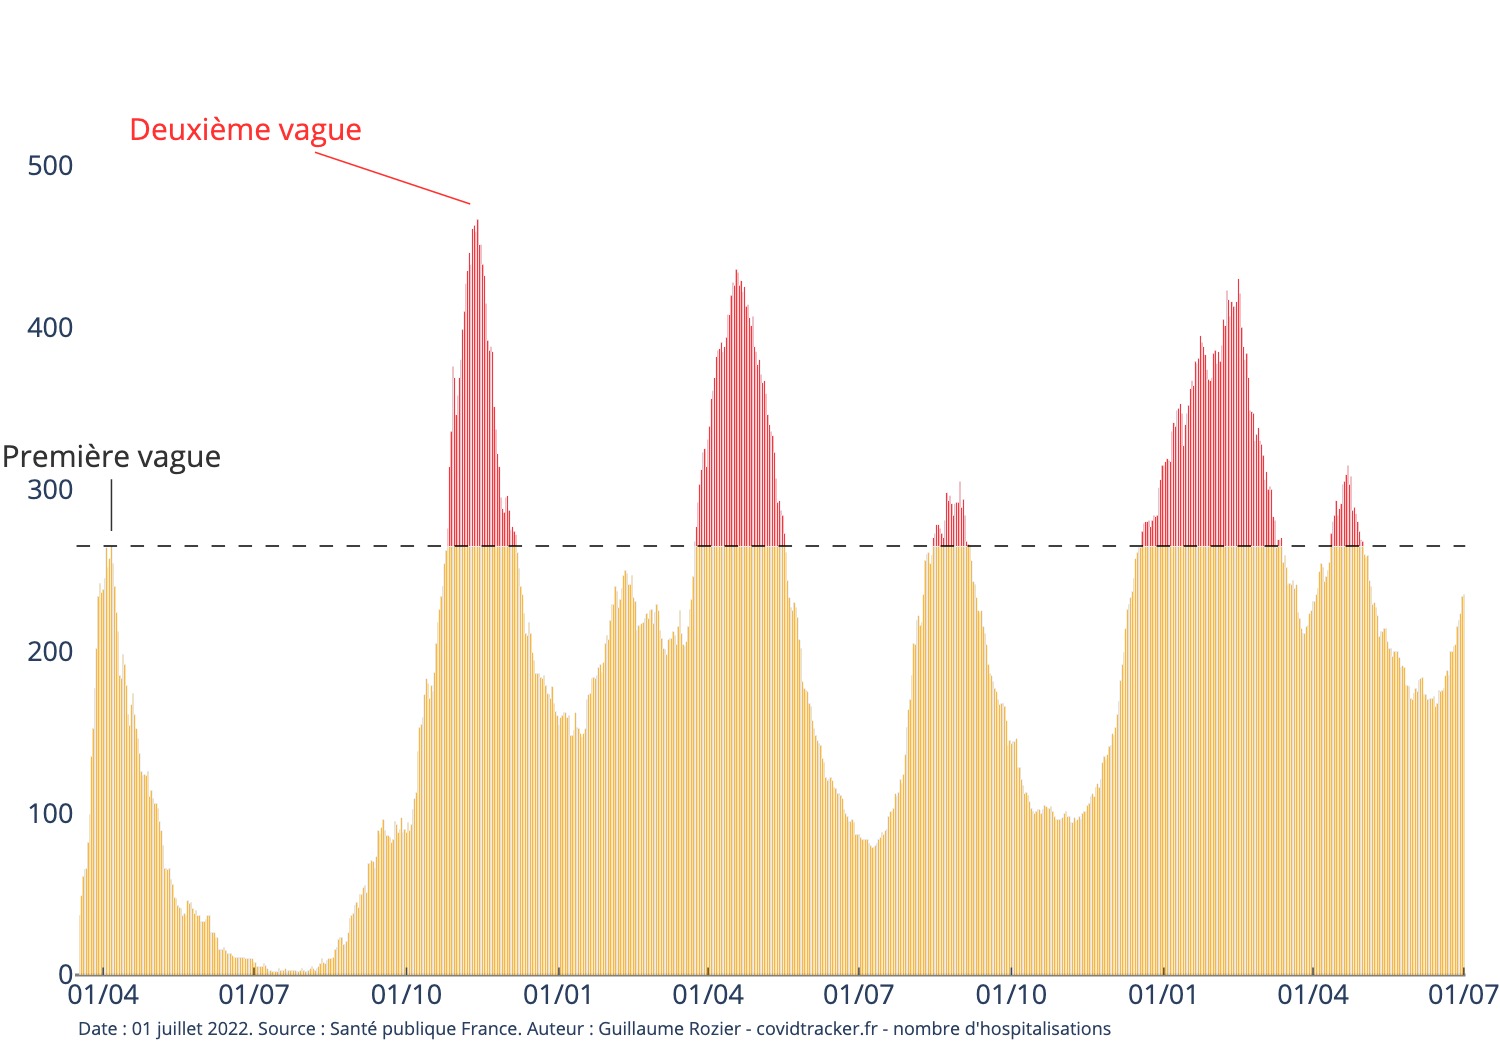 Deuxième vague
500
400
Première vague
300
200
100
0
01/04 01/07 01/10 01/01 01/04 01/07 01/10 01/01 01/04 01/07
Date : 01 juillet 2022. Source : Santé publique France. Auteur : Guillaume Rozier - covidtracker.fr - nombre d'hospitalisations